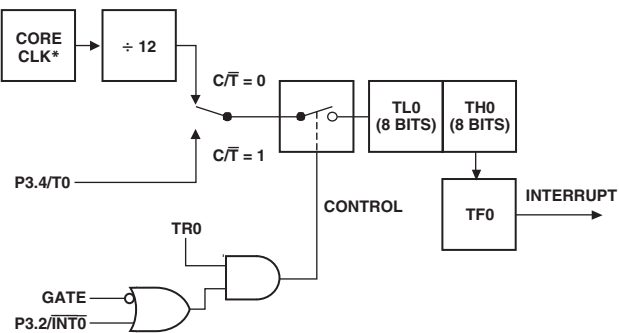 CORE
CLK*
÷ 12
C/T̅ = 0
C/T̅ = 1
TL0
(8 BITS)
TH0
(8 BITS)
P3.4/T0
TF0
INTERRUPT
CONTROL
TR0
GATE
P3.2/I̅N̅T̅0̅